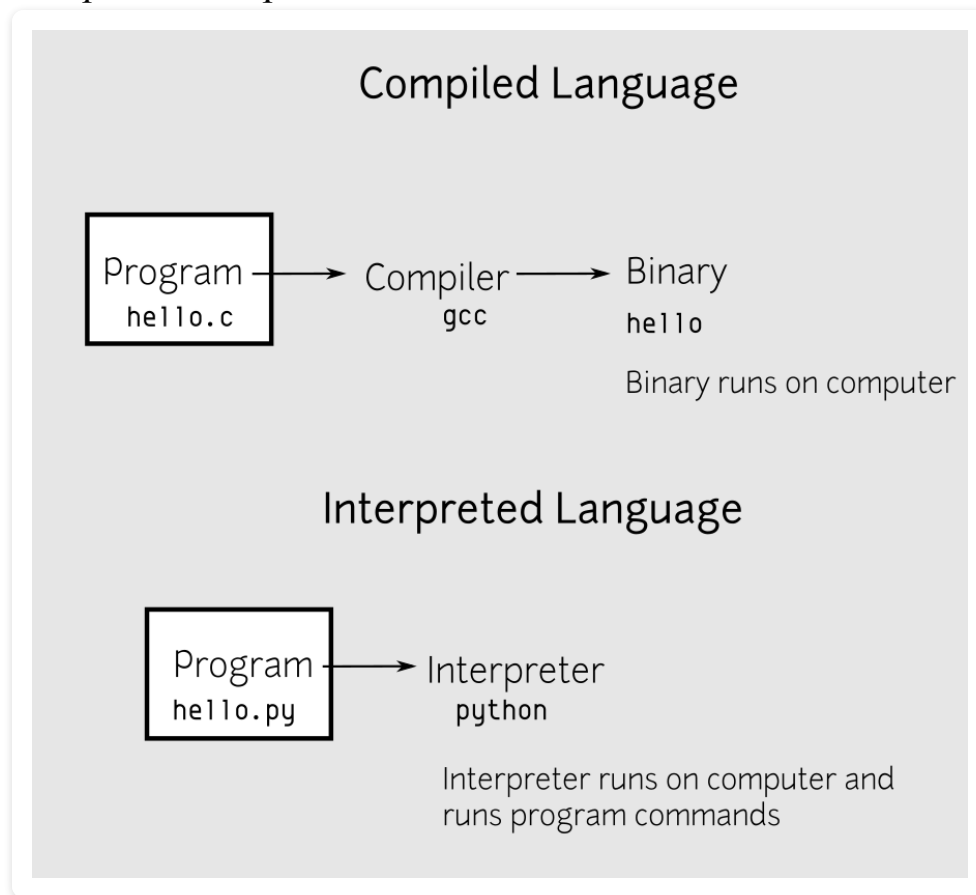 Compiled Language
Program
hello.c
Compiler
gcc
Binary
hello
Binary runs on computer
Interpreted Language
Program
hello.py
Interpreter
python
Interpreter runs on computer and
runs program commands